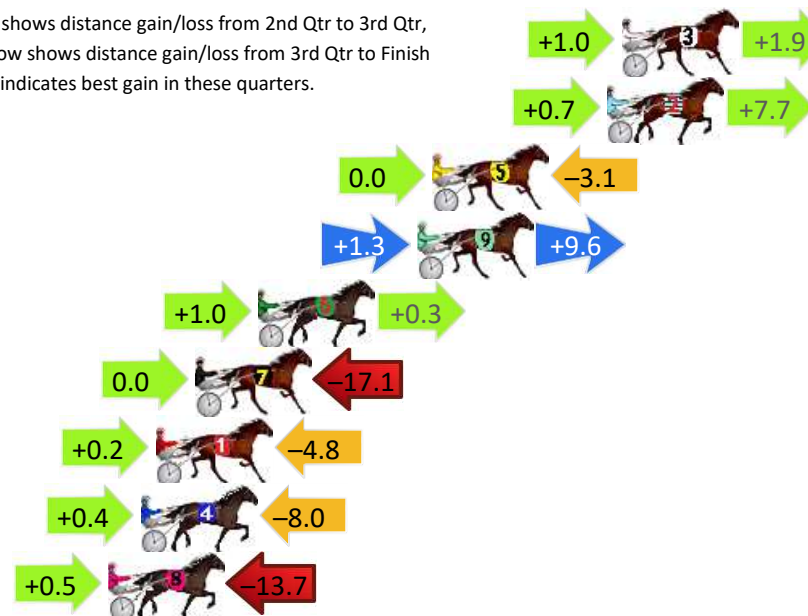 shows distance gain/loss from 2nd Qtr to 3rd Qtr,
ow shows distance gain/loss from 3rd Qtr to Finish
indicates best gain in these quarters.
+1.0 3 +1.9
+0.7 2 +7.7
0.0 5 –3.1
+1.3 9 +9.6
+1.0 6 +0.3
0.0 7 –17.1
+0.2 1 –4.8
+0.4 4 –8.0
+0.5 8 –13.7